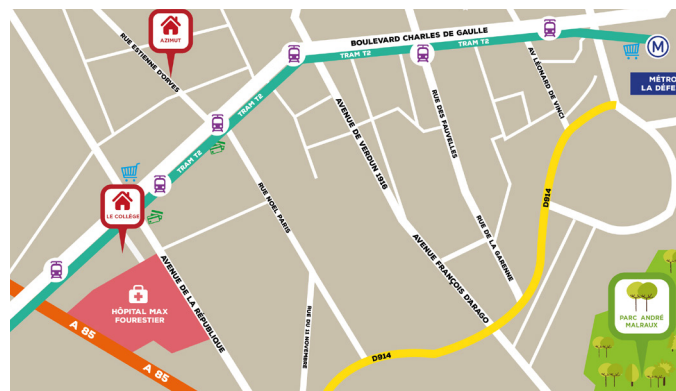 AZIMUT
RUE ESTIENNE D'ORVES
BOULEVARD CHARLES DE GAULLE
TRAM T2
TRAM T2
M
MÉTRO
LA DÉFE
AV LÉONARD DE VINCI
TRAM T2
AVENUE DE VERDUN 1916
RUE DES FAUVELLES
TRAM T2
LE COLLÈGE
RUE NOEL PARIS
D914
RUE DE LA GARENNE
AVENUE FRANÇOIS D'ARAGO
AVENUE DE LA RÉPUBLIQUE
HÔPITAL MAX
FOURESTIER
A 85
A 85
RUE DU 11 NOVEMBRE
D914
PARC ANDRÉ
MALRAUX